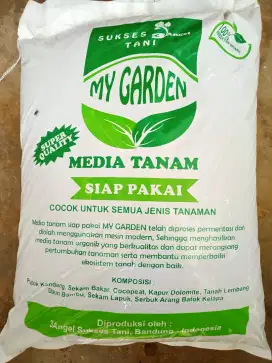 SUKSES
TANI
100%
MY GARDEN
SUPER
QUALITY
MEDIA TANAM
SIAP PAKAI
COCOK UNTUK SEMUA JENIS TANAMAN
Media tanam siap pakai MY GARDEN telah diproses permentasi dan
diolah menggunakan mesin modern, Sehingga menghasilkan
media tanam organik yang berkualitas dan dapat merangsang
pertumbuhan tanaman serta membantu memperbaiki
ekosistem tanah dengan baik.
KOMPOSISI
Pupuk Kandang, Sekam Bakar, Cocopeat, Kapur Dolomite, Tanah Lembang
Daun Bambu, Sekam Lapuk, Serbuk Arang Batok Kelapa
Diproduksi oleh :
3Angel Sukses Tani, Bandung - Indonesia